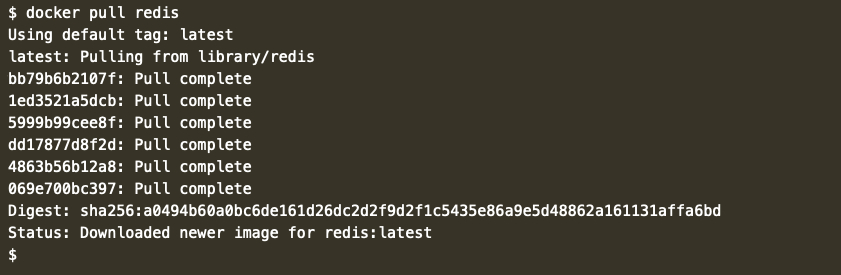 $ docker pull redis
Using default tag: latest
latest: Pulling from library/redis
bb79b6b2107f: Pull complete
1ed3521a5dcb: Pull complete
5999b99cee8f: Pull complete
dd17877d8f2d: Pull complete
4863b56b12a8: Pull complete
069e700bc397: Pull complete
Digest: sha256:a0494b60a0bc6de161d26dc2d2f9d2f1c5435e86a9e5d48862a161131affa6bd
Status: Downloaded newer image for redis:latest
$